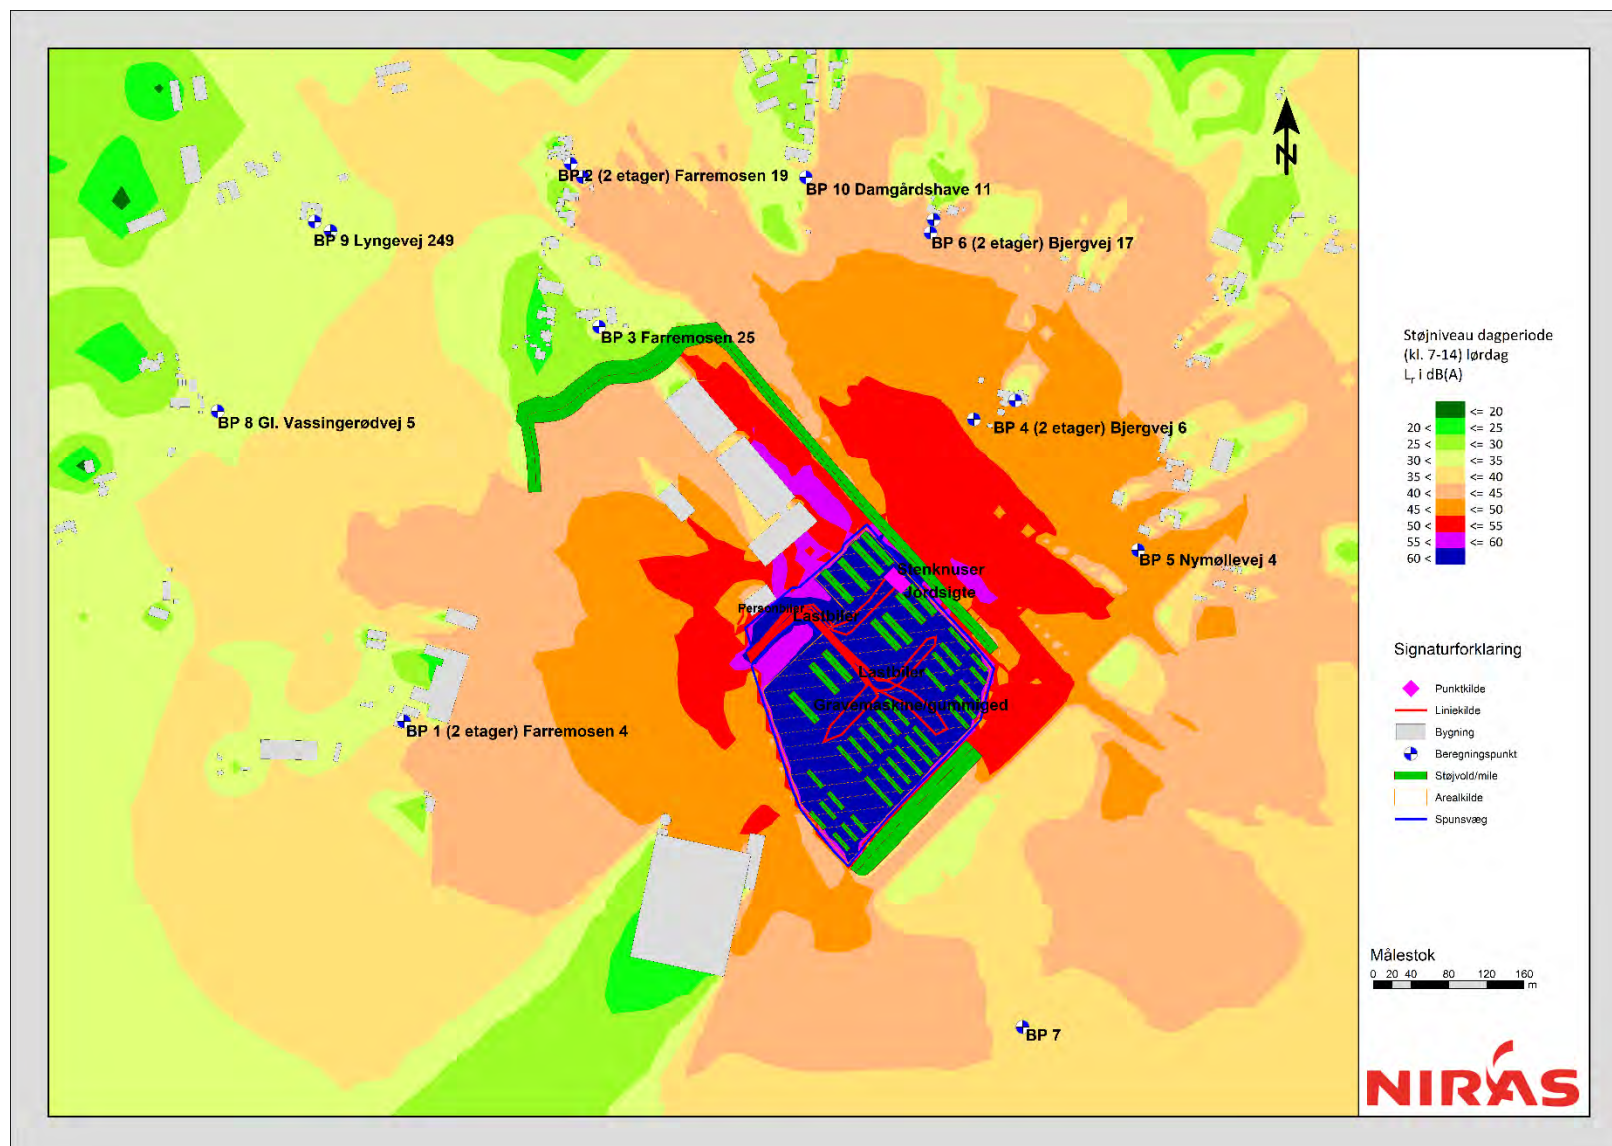 BP 2 (2 etager) Farremosen 19
BP 10 Damgårdshave 11
BP 9 Lyngevej 249
BP 6 (2 etager) Bjergvej 17
BP 3 Farremosen 25
BP 8 Gl. Vassingerødvej 5
BP 4 (2 etager) Bjergvej 6
BP 5 Nymøllevej 4
Stenknuser
Jordsigte
Personbiler
Lastbiler
Lastbiler
Gravemaskine/gummiged
BP 1 (2 etager) Farremosen 4
BP 7
N
Støjniveau dagperiode
(kl. 7-14) lørdag
Lr i dB(A)
<= 20
20 < <= 25
25 < <= 30
30 < <= 35
35 < <= 40
40 < <= 45
45 < <= 50
50 < <= 55
55 < <= 60
60 <
Signaturforklaring
Punktkilde
Liniekilde
Bygning
Beregningspunkt
Støjvold/mile
Arealkilde
Spunsvæg
Målestok
0 20 40 80 120 160
m
NIRAS